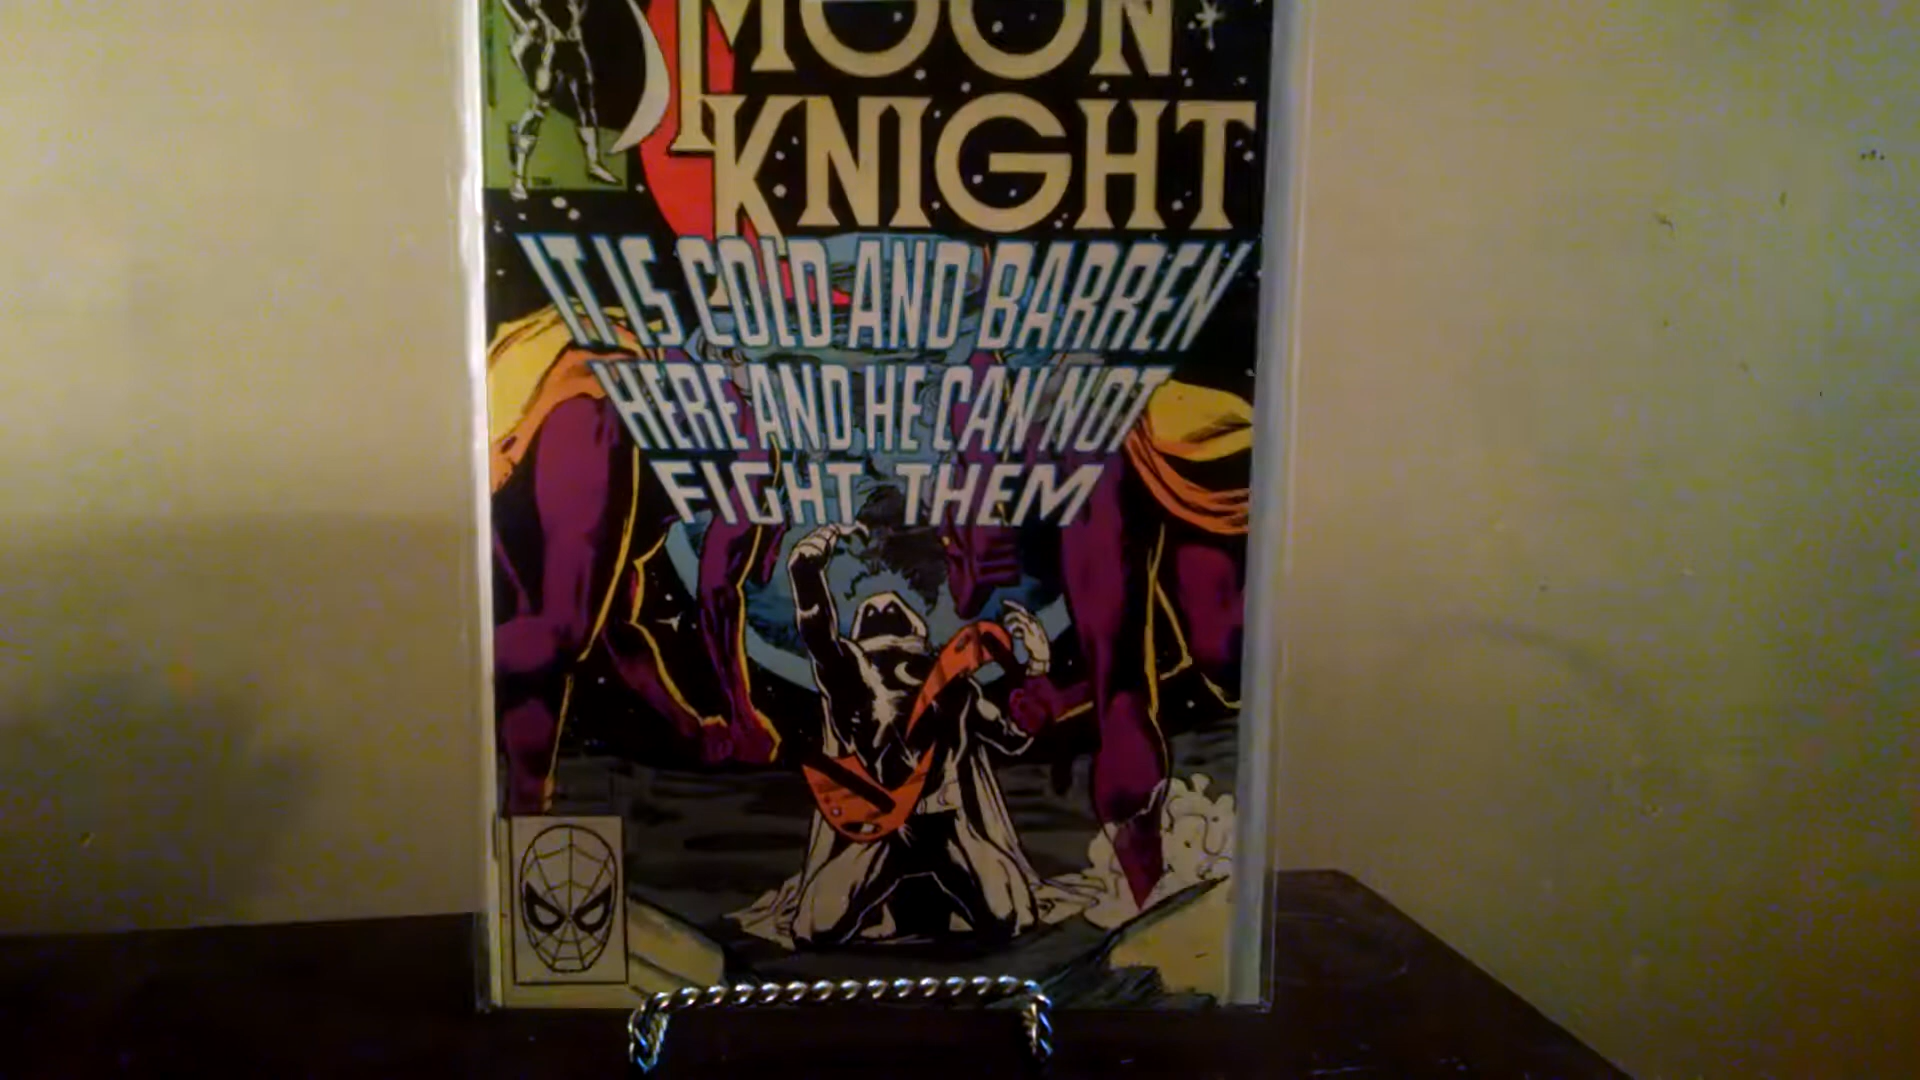 MOON
KNIGHT
IT IS COLD AND BARREN
HERE AND HE CAN NOT
FIGHT THEM